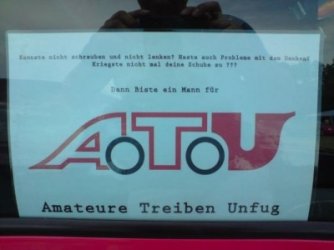 Kannste nicht schrauben und nicht lenken? Haste auch Probleme mit dem Denken?
Kriegste nicht mal deine Schuhe zu ???
Dann Biste ein Mann für
ATU
Amateure Treiben Unfug